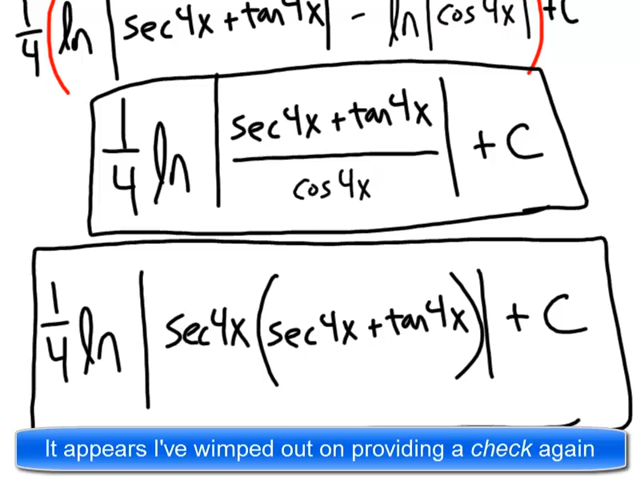 1/4 ( ln |sec4x + tan4x| - ln |cos4x| ) + C
1/4 ln | (sec4x + tan4x) / cos4x | + C
1/4 ln | sec4x (sec4x + tan4x) | + C
It appears I've wimped out on providing a check again